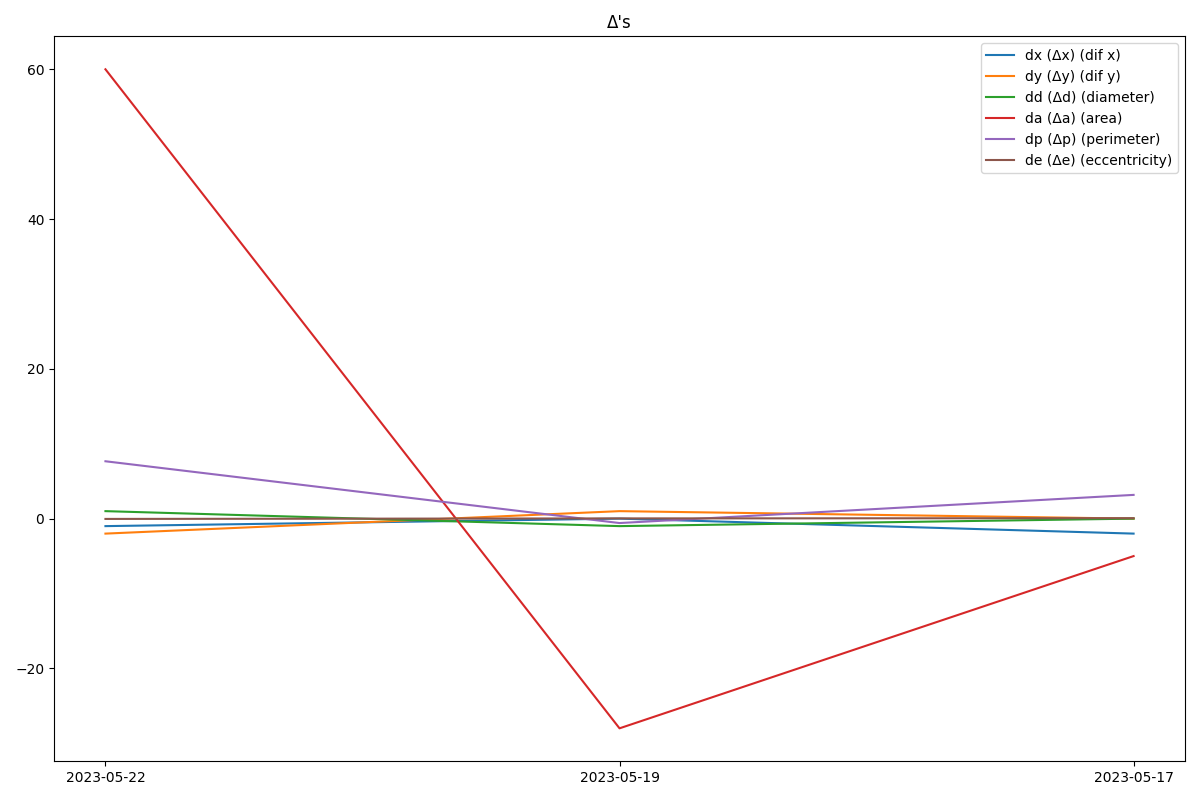 Δ's
dx (Δx) (dif x)
dy (Δy) (dif y)
dd (Δd) (diameter)
da (Δa) (area)
dp (Δp) (perimeter)
de (Δe) (eccentricity)
60
40
20
0
−20
2023-05-22
2023-05-19
2023-05-17